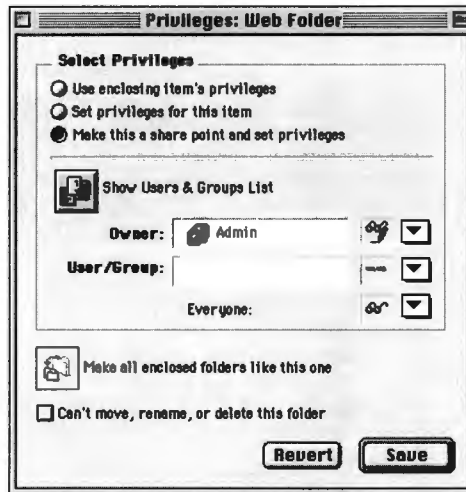 Privileges: Web Folder
Select Privileges
Use enclosing item's privileges
Set privileges for this item
Make this a share point and set privileges
Show Users & Groups List
Owner: Admin
User/Group:
Everyone:
Make all enclosed folders like this one
Can't move, rename, or delete this folder
Revert Save